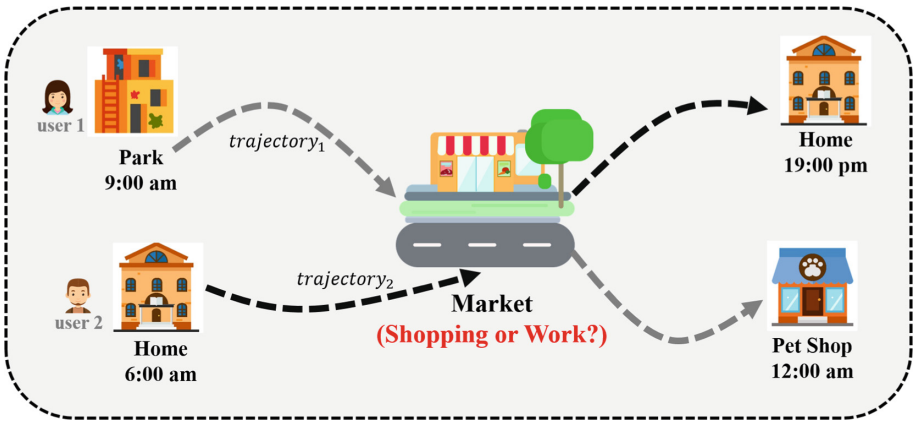 user 1
Park
9:00 am
trajectory₁
Home
19:00 pm
user 2
Home
6:00 am
trajectory₂
Market
(Shopping or Work?)
Pet Shop
12:00 am